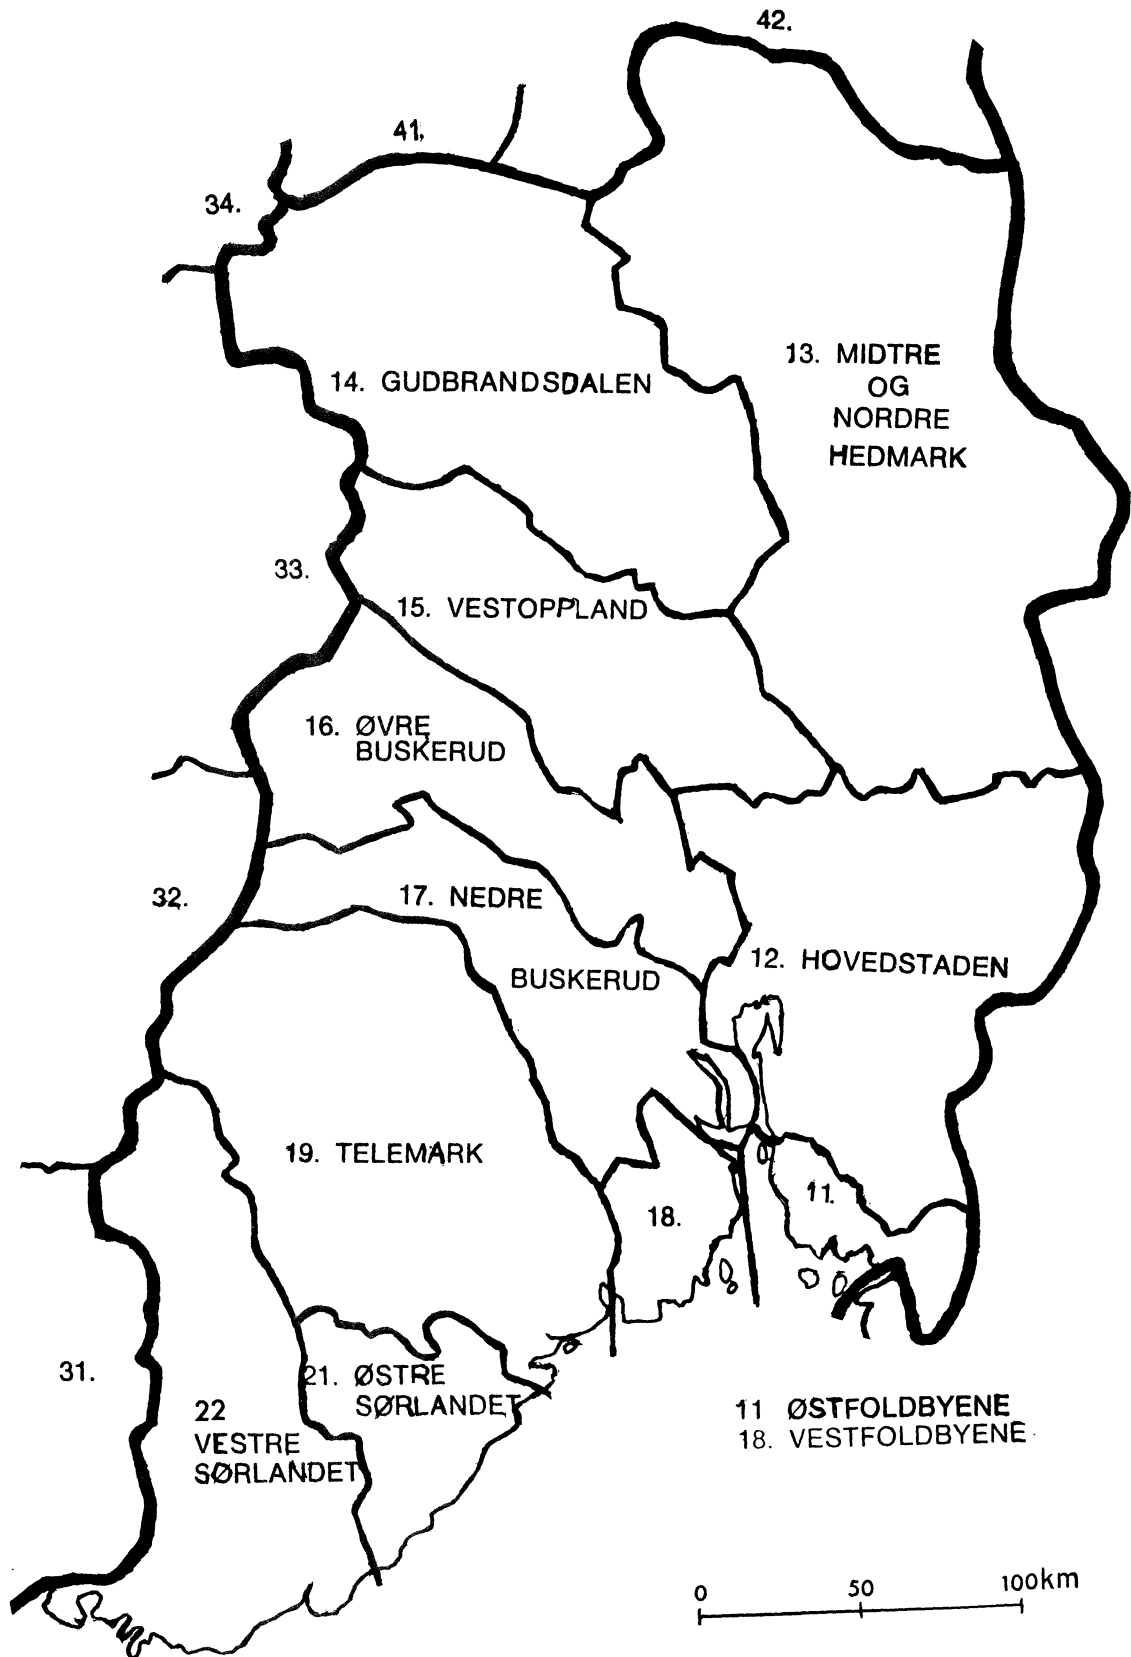 42.
41.
34.
13. MIDTRE
OG
NORDRE
HEDMARK
14. GUDBRANDSDALEN
33.
15. VESTOPPLAND
16. ØVRE
BUSKERUD
32.
17. NEDRE
BUSKERUD
12. HOVEDSTADEN
19. TELEMARK
11.
18.
31.
21. ØSTRE
SØRLANDET
22
VESTRE
SØRLANDET
11 ØSTFOLDBYENE
18. VESTFOLDBYENE
0 50 100km